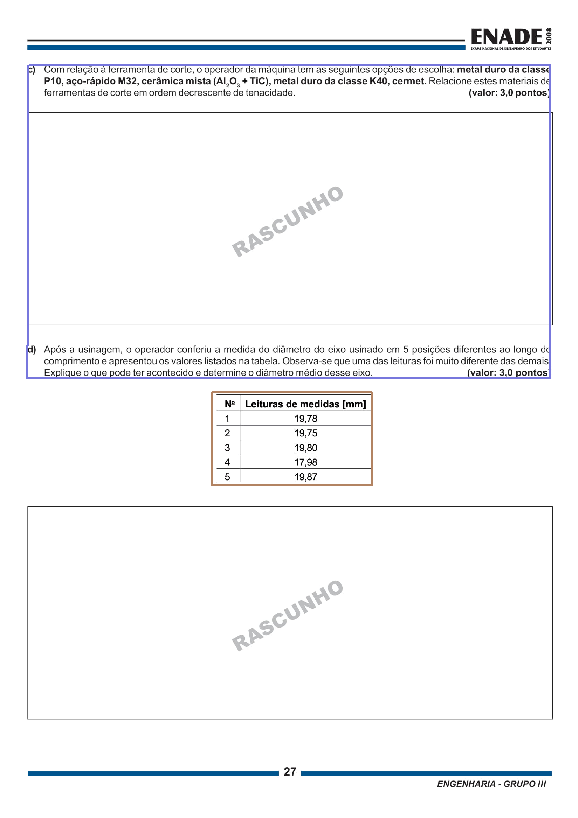 ENADE 2008
EXAME NACIONAL DE DESEMPENHO DOS ESTUDANTES
c) Com relação à ferramenta de corte, o operador da máquina tem as seguintes opções de escolha: metal duro da classe
P10, aço-rápido M32, cerâmica mista (Al2O3 + TiC), metal duro da classe K40, cermet. Relacione estes materiais de
ferramentas de corte em ordem decrescente de tenacidade. (valor: 3,0 pontos)
RASCUNHO
d) Após a usinagem, o operador conferiu a medida do diâmetro do eixo usinado em 5 posições diferentes ao longo do
comprimento e apresentou os valores listados na tabela. Observa-se que uma das leituras foi muito diferente das demais.
Explique o que pode ter acontecido e determine o diâmetro médio desse eixo. (valor: 3,0 pontos)
Nº Leituras de medidas [mm]
1 19,78
2 19,75
3 19,80
4 17,98
5 19,87
RASCUNHO
27
ENGENHARIA - GRUPO III